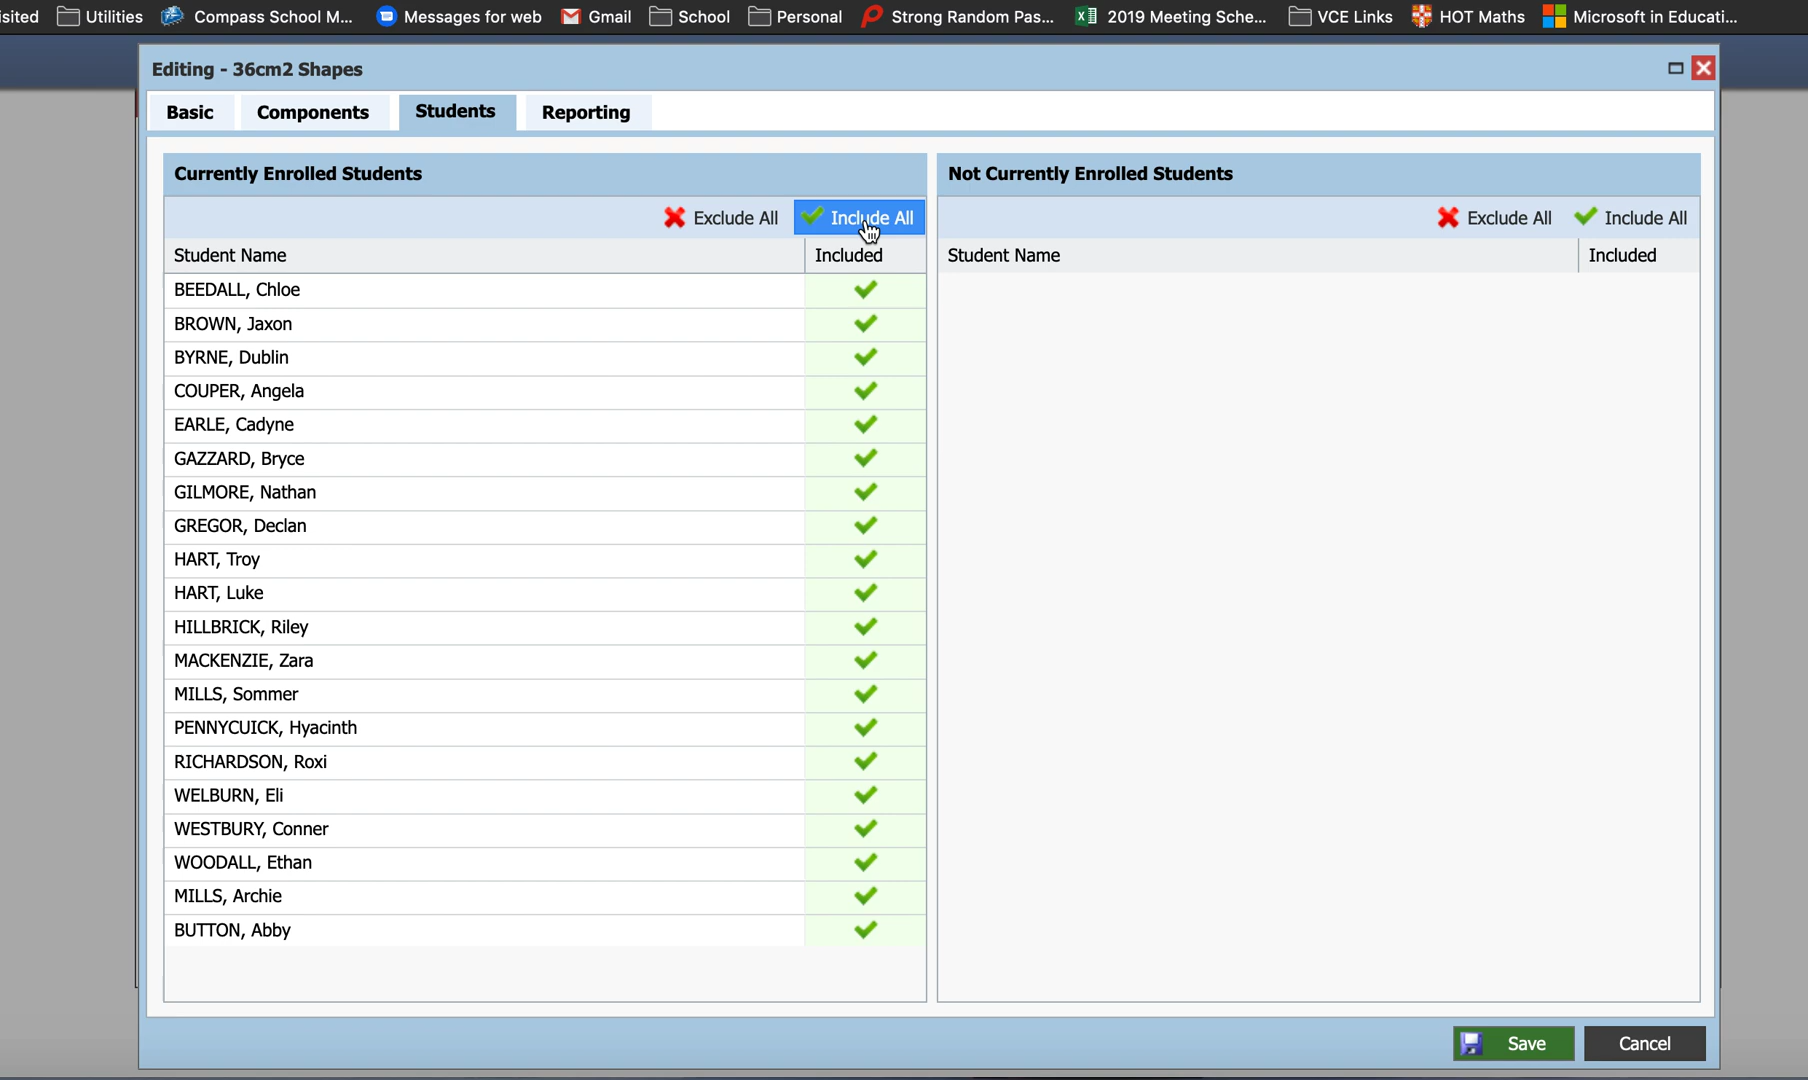 isited Utilities Compass School M... Messages for web Gmail School Personal Strong Random Pas... 2019 Meeting Sche... VCE Links HOT Maths Microsoft in Educati...
Editing - 36cm2 Shapes
Basic Components Students Reporting
Currently Enrolled Students Not Currently Enrolled Students
Exclude All Include All Exclude All Include All
Student Name Included Student Name Included
BEEDALL, Chloe
BROWN, Jaxon
BYRNE, Dublin
COUPER, Angela
EARLE, Cadyne
GAZZARD, Bryce
GILMORE, Nathan
GREGOR, Declan
HART, Troy
HART, Luke
HILLBRICK, Riley
MACKENZIE, Zara
MILLS, Sommer
PENNYCUICK, Hyacinth
RICHARDSON, Roxi
WELBURN, Eli
WESTBURY, Conner
WOODALL, Ethan
MILLS, Archie
BUTTON, Abby
Save Cancel